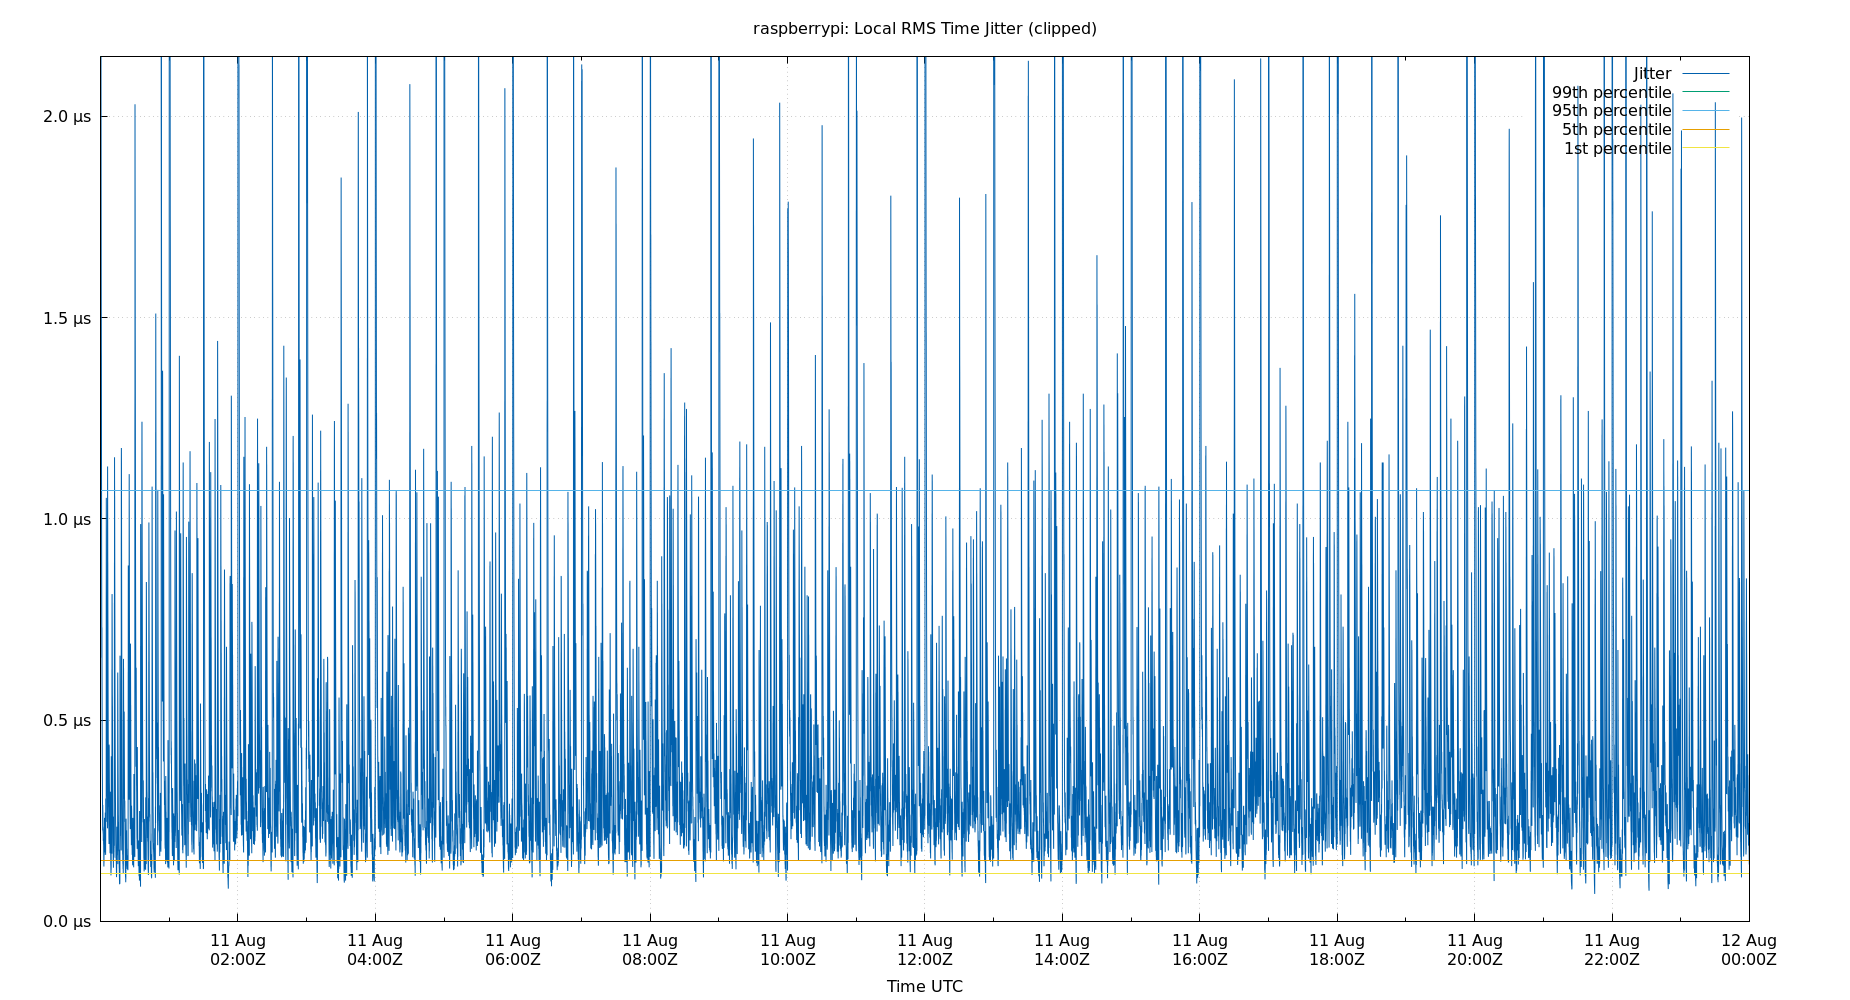 raspberrypi: Local RMS Time Jitter (clipped)
Jitter
99th percentile
95th percentile
5th percentile
1st percentile
2.0 μs
1.5 μs
1.0 μs
0.5 μs
0.0 μs
11 Aug 11 Aug 11 Aug 11 Aug 11 Aug 11 Aug 11 Aug 11 Aug 11 Aug 11 Aug 11 Aug 12 Aug
02:00Z 04:00Z 06:00Z 08:00Z 10:00Z 12:00Z 14:00Z 16:00Z 18:00Z 20:00Z 22:00Z 00:00Z
Time UTC